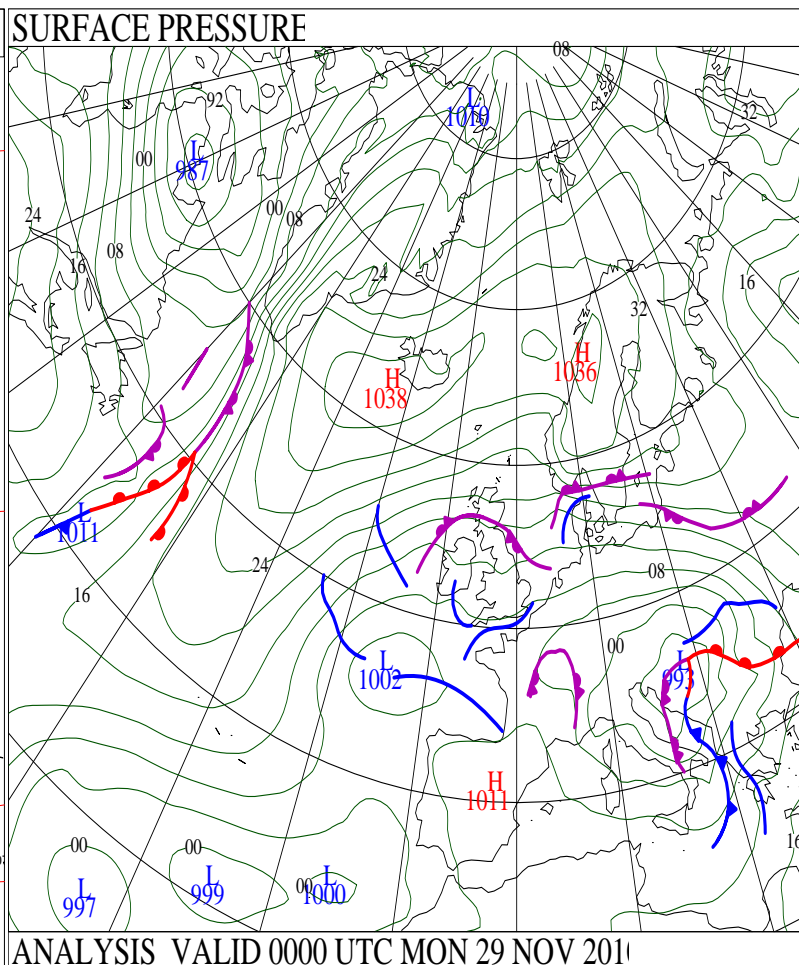 SURFACE PRESSURE
08
92
L
1019
32
00
L
987
24
00
08
16
08
24
16
32
H
1038
H
1036
L
1011
24
08
16
00
L
1002
L
993
H
1011
16
00
00
L
997
L
999
00
L
1000
ANALYSIS VALID 0000 UTC MON 29 NOV 201